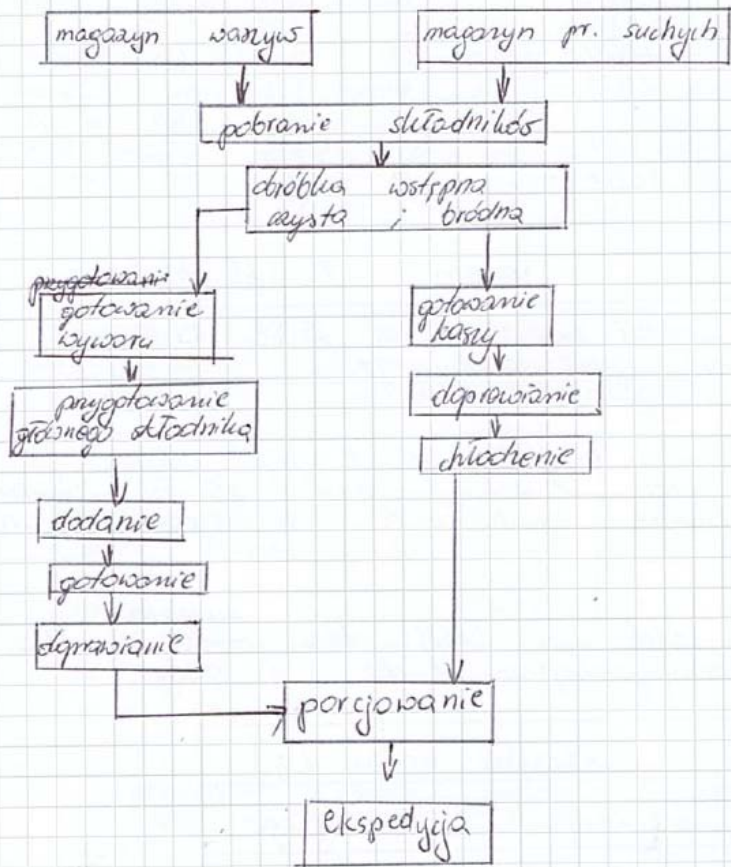 magazyn warzyw
magazyn pr. suchych
pobranie składników
obróbka wstępna
czysta i brudna
przygotowanie
gotowanie
wywaru
gotowanie
kaszy
przygotowanie
głównego składnika
doprawianie
chłodzenie
dodanie
gotowanie
doprawianie
porcjowanie
ekspedycja